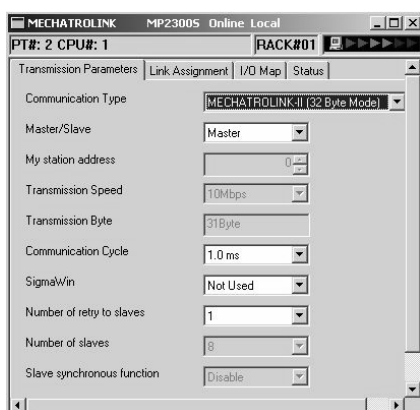 MECHATROLINK MP2300S Online Local
PT#: 2 CPU#: 1 RACK#01
Transmission Parameters Link Assignment I/O Map Status
Communication Type MECHATROLINK-II (32 Byte Mode)
Master/Slave Master
My station address 0
Transmission Speed 10Mbps
Transmission Byte 31Byte
Communication Cycle 1.0 ms
SigmaWin Not Used
Number of retry to slaves 1
Number of slaves 8
Slave synchronous function Disable